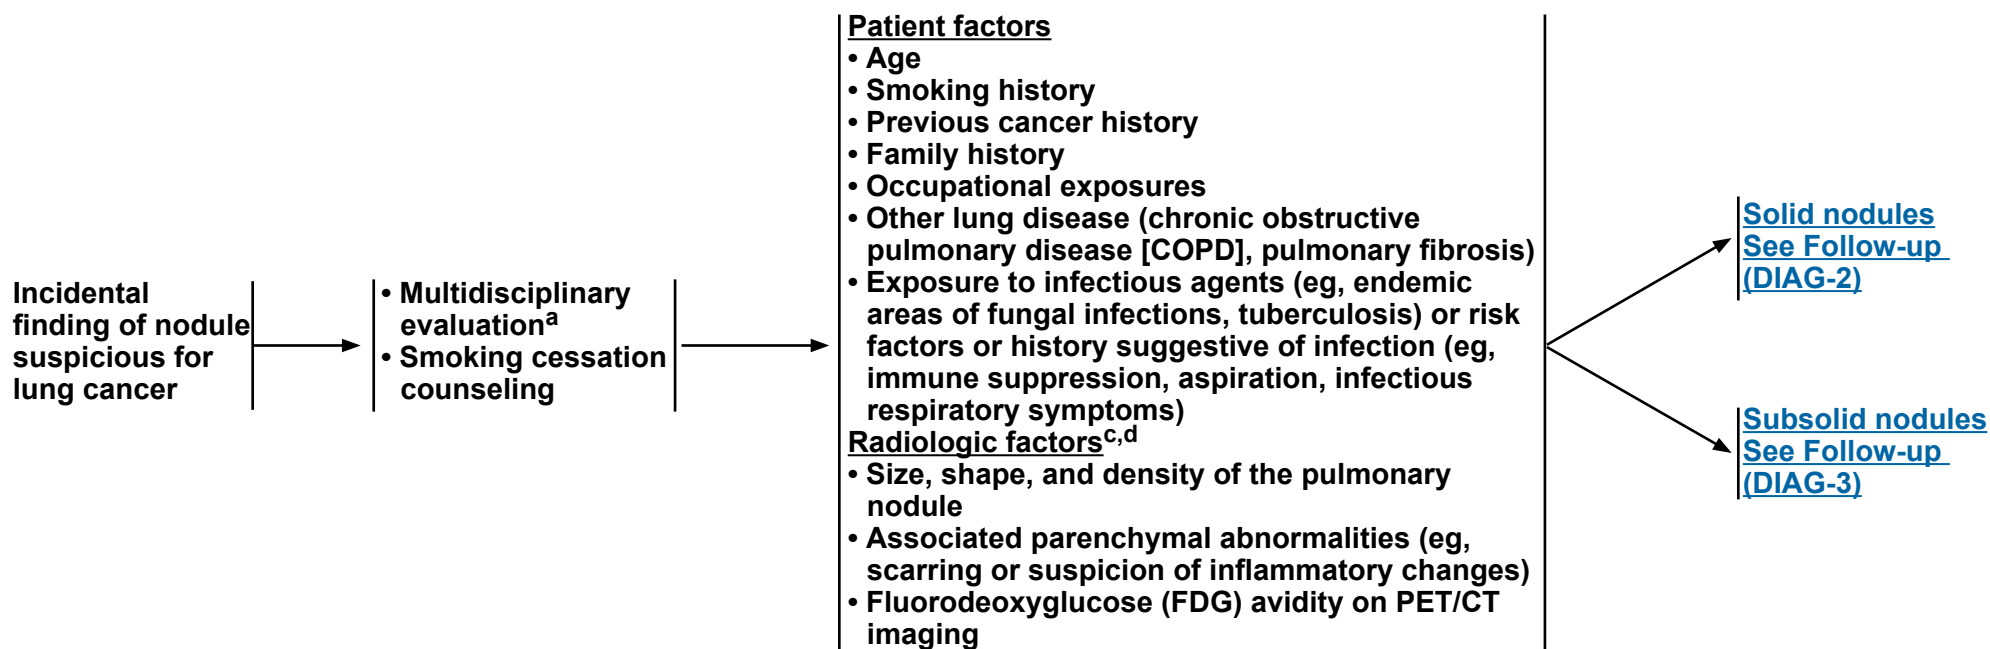 Incidental
finding of nodule
suspicious for
lung cancer
• Multidisciplinary
evaluationa
• Smoking cessation
counseling
Patient factors
• Age
• Smoking history
• Previous cancer history
• Family history
• Occupational exposures
• Other lung disease (chronic obstructive
pulmonary disease [COPD], pulmonary fibrosis)
• Exposure to infectious agents (eg, endemic
areas of fungal infections, tuberculosis) or risk
factors or history suggestive of infection (eg,
immune suppression, aspiration, infectious
respiratory symptoms)
Radiologic factorsc,d
• Size, shape, and density of the pulmonary
nodule
• Associated parenchymal abnormalities (eg,
scarring or suspicion of inflammatory changes)
• Fluorodeoxyglucose (FDG) avidity on PET/CT
imaging
Solid nodules
See Follow-up
(DIAG-2)
Subsolid nodules
See Follow-up
(DIAG-3)